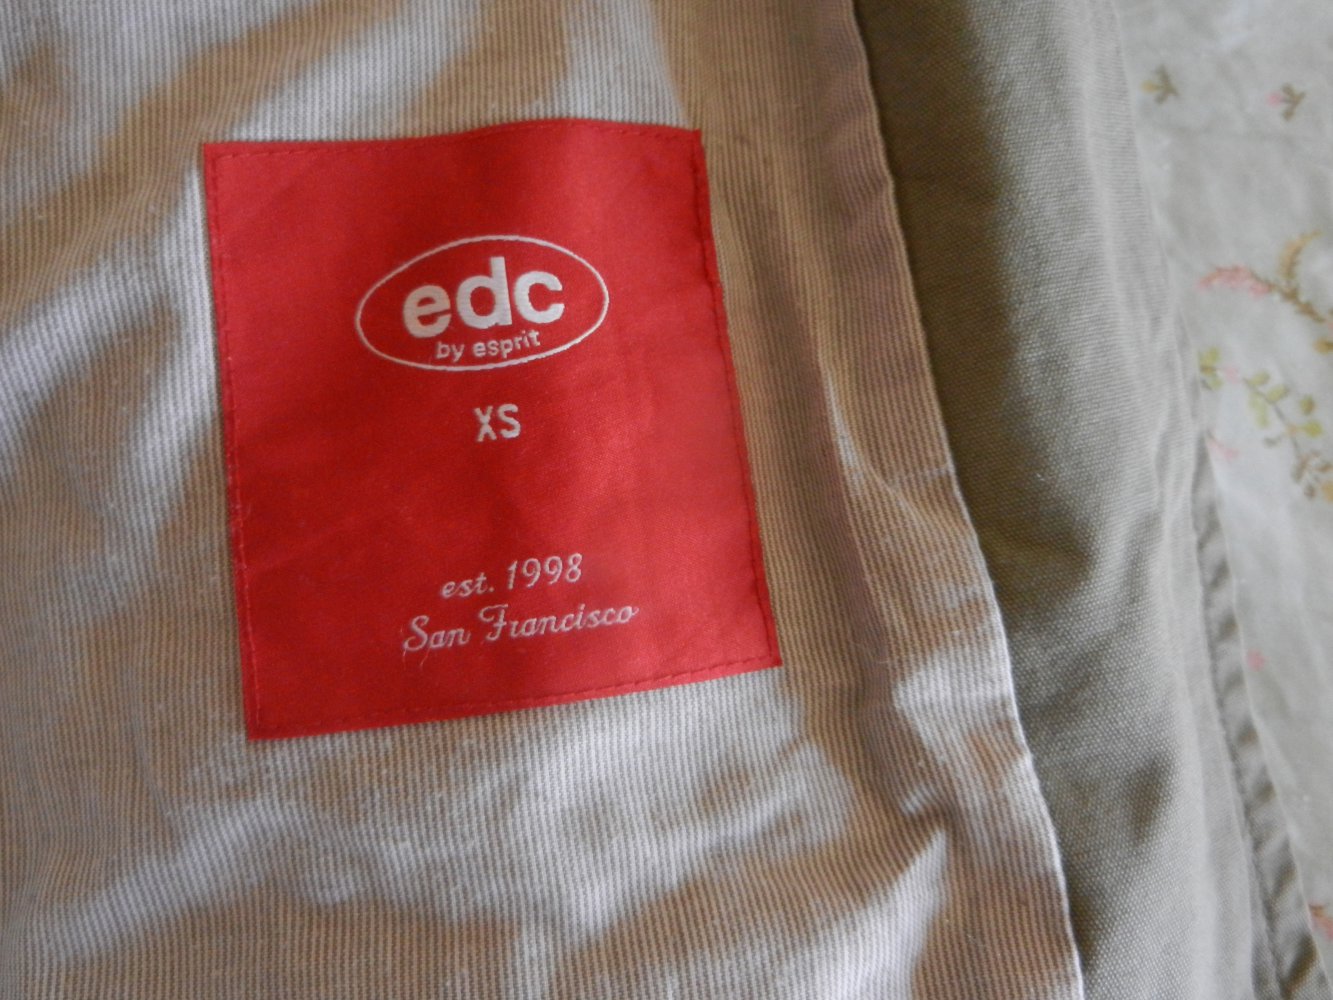 edc
by esprit
XS
est. 1998
San Francisco